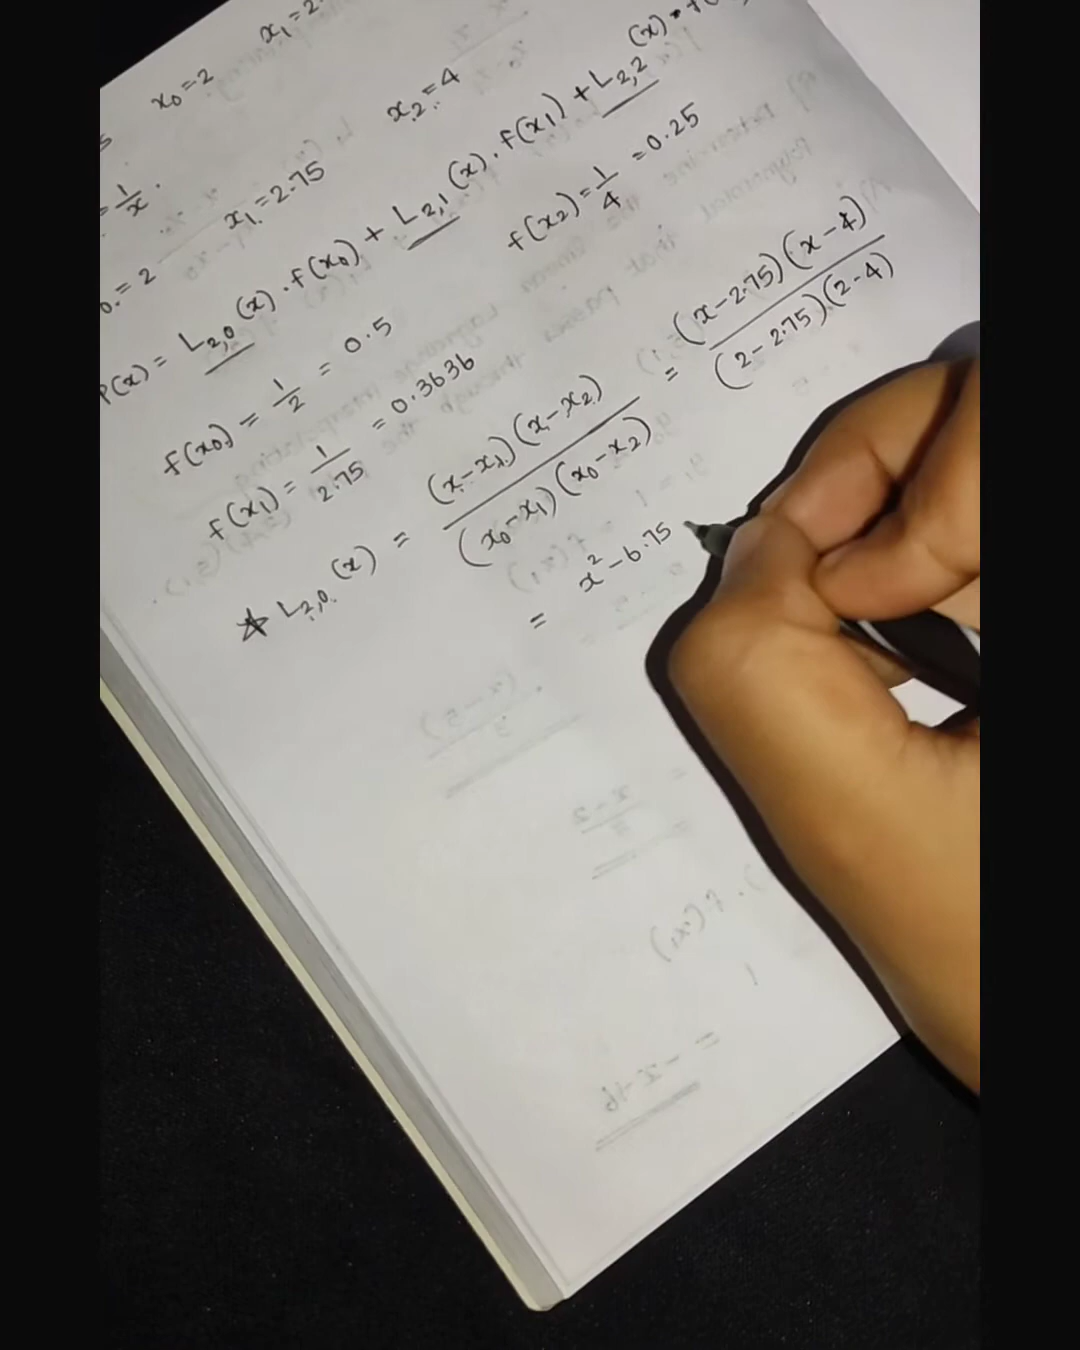 x₁ = 2.
x₀ = 2
x₂ = 4
= 1/x.
x₁ = 2.75
= 2
P(x) = L₂,₀(x) · f(x₀) + L₂,₁(x) · f(x₁) + L₂,₂(x) · f(
f(x₀) = 1/2 = 0.5
f(x₂) = 1/4 = 0.25
f(x₁) = 1/2.75 = 0.3636
★ L₂,₀(x) = (x-x₁)(x-x₂)/(x₀-x₁)(x₀-x₂) = (x-2.75)(x-4)/(2-2.75)(2-4)
= x² - 6.75